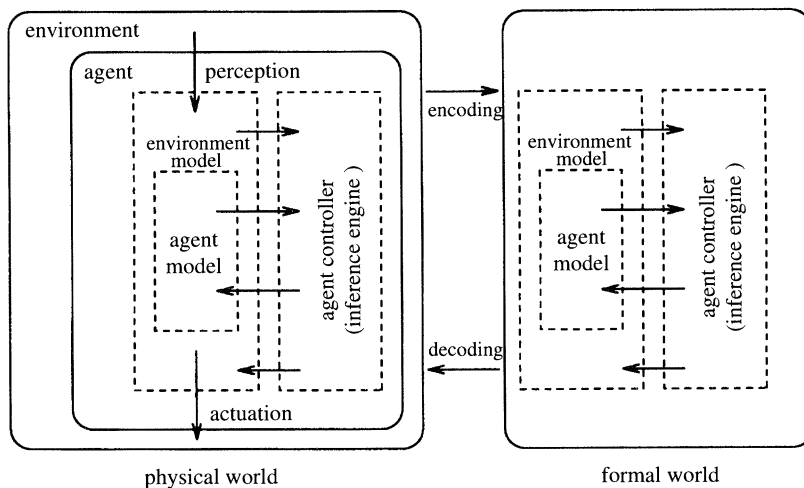 environment
agent
perception
environment
model
agent
model
agent controller
(inference engine )
actuation
physical world
encoding
decoding
environment
model
agent
model
agent controller
(inference engine )
formal world